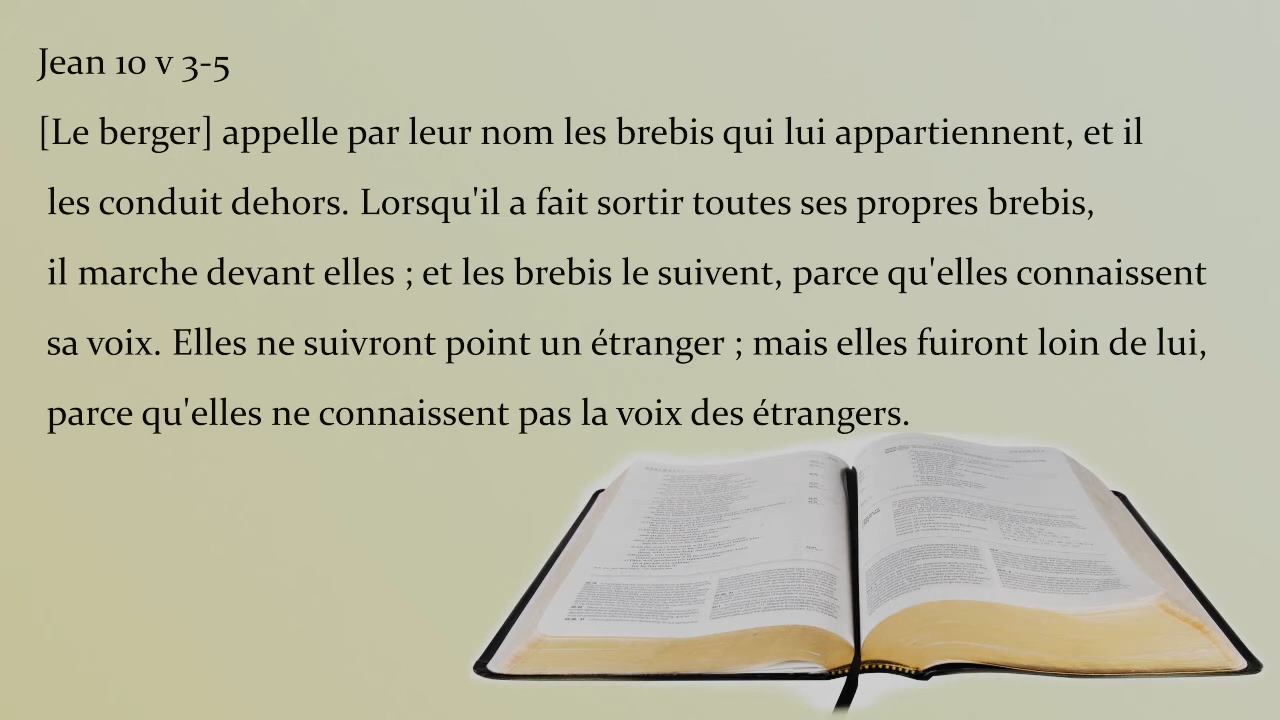 Jean 10 v 3-5
[Le berger] appelle par leur nom les brebis qui lui appartiennent, et il
les conduit dehors. Lorsqu'il a fait sortir toutes ses propres brebis,
il marche devant elles ; et les brebis le suivent, parce qu'elles connaissent
sa voix. Elles ne suivront point un étranger ; mais elles fuiront loin de lui,
parce qu'elles ne connaissent pas la voix des étrangers.